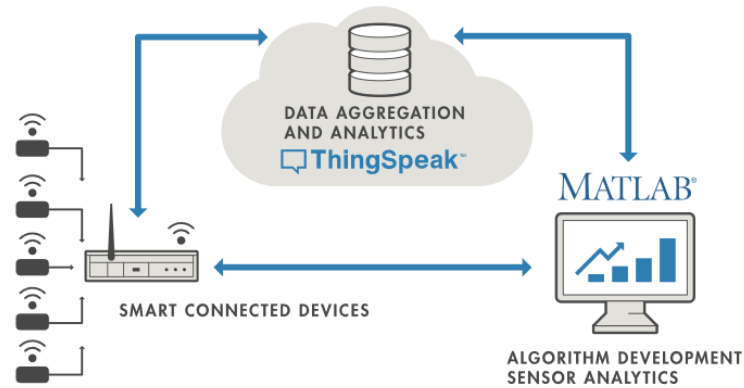 DATA AGGREGATION
AND ANALYTICS
ThingSpeak™
MATLAB®
SMART CONNECTED DEVICES
ALGORITHM DEVELOPMENT
SENSOR ANALYTICS